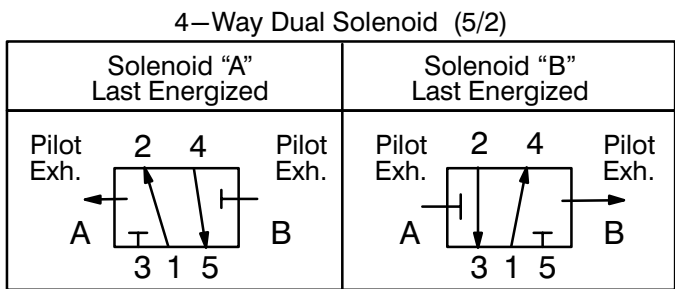 4–Way Dual Solenoid (5/2)
Solenoid “A”
Last Energized
Solenoid “B”
Last Energized
Pilot
Exh.
2 4
Pilot
Exh.
A
B
3 1 5
Pilot
Exh.
2 4
Pilot
Exh.
A
B
3 1 5